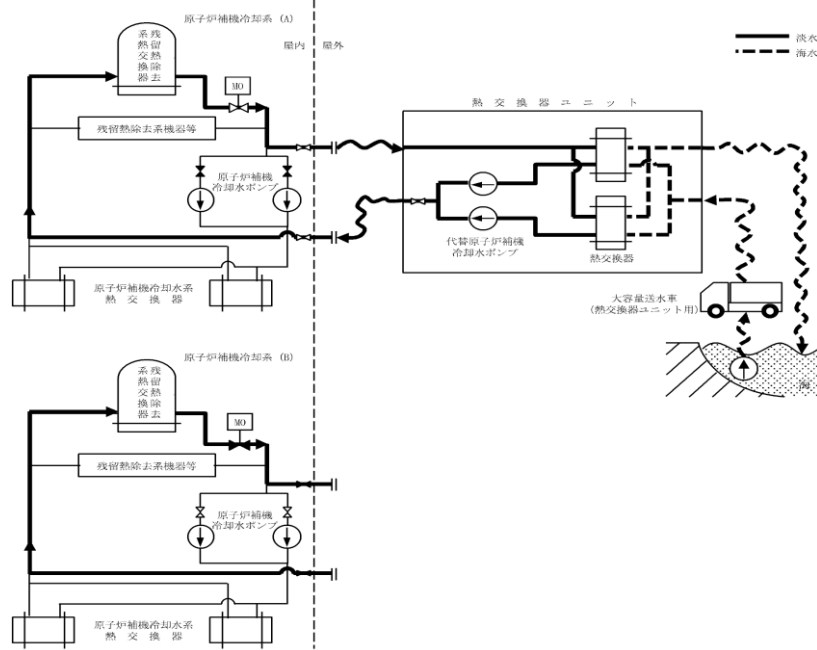 原子炉補機冷却系 (A)
屋内 屋外
淡水
海水
残留熱除去
系熱交換器
MO
残留熱除去系機器等
原子炉補機
冷却水ポンプ
原子炉補機冷却水系
熱交換器
熱交換器ユニット
代替原子炉補機
冷却水ポンプ
熱交換器
大容量送水車
(熱交換器ユニット用)
海
原子炉補機冷却系 (B)
残留熱除去
系熱交換器
MO
残留熱除去系機器等
原子炉補機
冷却水ポンプ
原子炉補機冷却水系
熱交換器